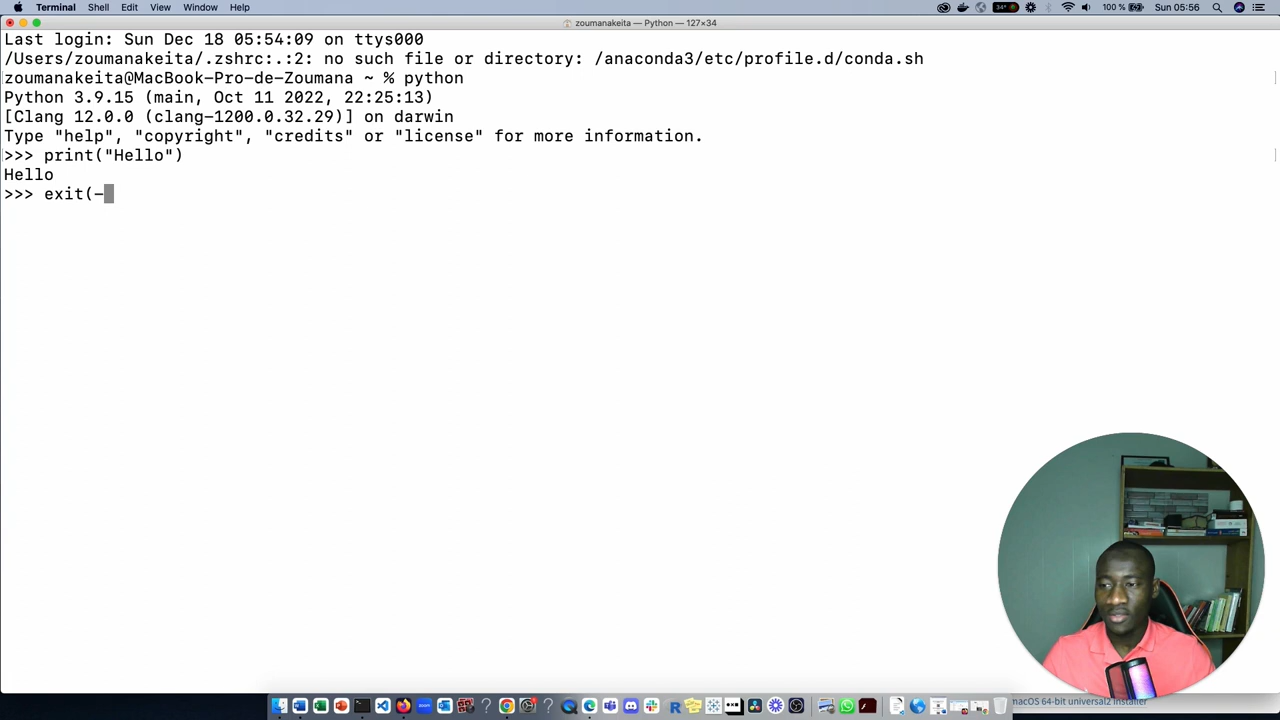 Terminal Shell Edit View Window Help
34° 100 % Sun 05:56
zoumanakeita — Python — 127×34
Last login: Sun Dec 18 05:54:09 on ttys000
/Users/zoumanakeita/.zshrc:.:2: no such file or directory: /anaconda3/etc/profile.d/conda.sh
zoumanakeita@MacBook-Pro-de-Zoumana ~ % python
Python 3.9.15 (main, Oct 11 2022, 22:25:13)
[Clang 12.0.0 (clang-1200.0.32.29)] on darwin
Type "help", "copyright", "credits" or "license" for more information.
>>> print("Hello")
Hello
>>> exit(-
zoom
macOS 64-bit universal2 installer